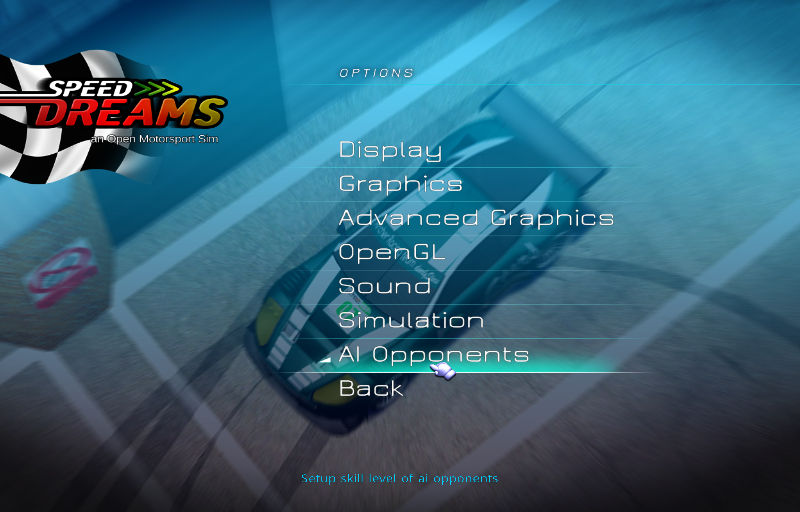 OPTIONS
SPEED
DREAMS
an Open Motorsport Sim
Display
Graphics
Advanced Graphics
OpenGL
Sound
Simulation
AI Opponents
Back
Setup skill level of ai opponents